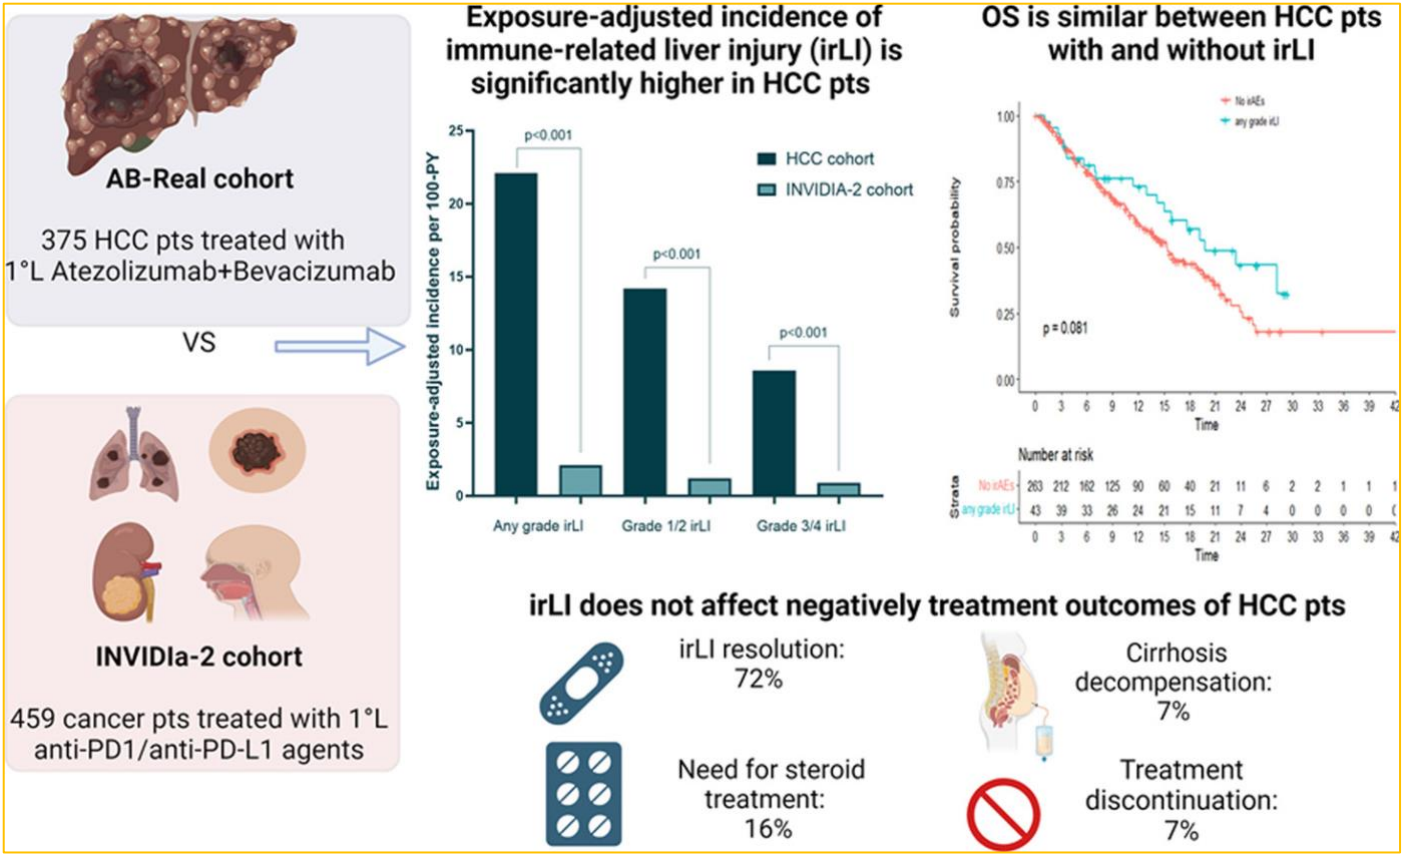 AB-Real cohort
375 HCC pts treated with
1°L Atezolizumab+Bevacizumab
VS
INVIDIa-2 cohort
459 cancer pts treated with 1°L
anti-PD1/anti-PD-L1 agents
Exposure-adjusted incidence of
immune-related liver injury (irLI) is
significantly higher in HCC pts
Exposure-adjusted incidence per 100-PY
25
20
15
10
5
0
p<0.001
p<0.001
p<0.001
HCC cohort
INVIDIA-2 cohort
Any grade irLI Grade 1/2 irLI Grade 3/4 irLI
OS is similar between HCC pts
with and without irLI
No irAEs
any grade irLI
Survival probability
1.00
0.75
0.50
0.25
0.00
p = 0.081
0 3 6 9 12 15 18 21 24 27 30 33 36 39 42
Time
Number at risk
Strata
No irAEs 263 212 162 125 90 60 40 21 11 6 2 2 1 1 1
any grade irLI 43 39 33 26 24 21 15 11 7 4 0 0 0 0
0 3 6 9 12 15 18 21 24 27 30 33 36 39 42
Time
irLI does not affect negatively treatment outcomes of HCC pts
irLI resolution:
72%
Cirrhosis
decompensation:
7%
Need for steroid
treatment:
16%
Treatment
discontinuation:
7%